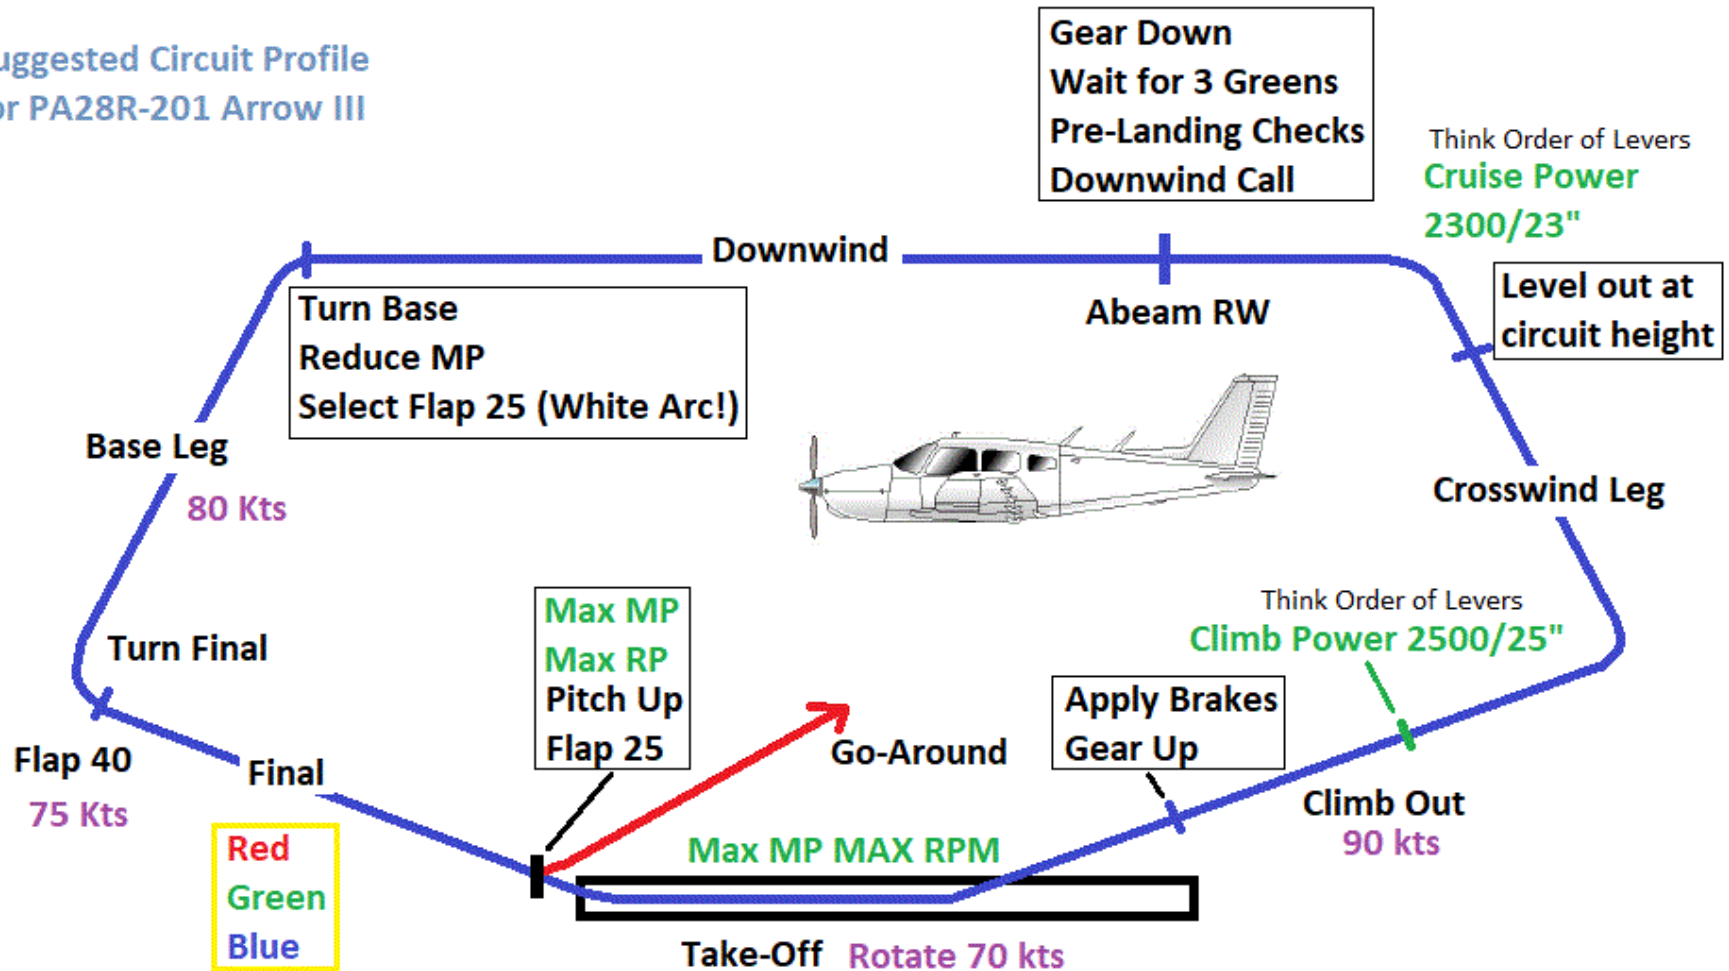 uggested Circuit Profile
or PA28R-201 Arrow III
Gear Down
Wait for 3 Greens
Pre-Landing Checks
Downwind Call
Think Order of Levers
Cruise Power
2300/23"
Downwind
Abeam RW
Level out at
circuit height
Turn Base
Reduce MP
Select Flap 25 (White Arc!)
Base Leg
80 Kts
Crosswind Leg
Turn Final
Max MP
Max RP
Pitch Up
Flap 25
Think Order of Levers
Climb Power 2500/25"
Apply Brakes
Gear Up
Go-Around
Flap 40
75 Kts
Final
Climb Out
90 kts
Red
Green
Blue
Max MP MAX RPM
Take-Off Rotate 70 kts